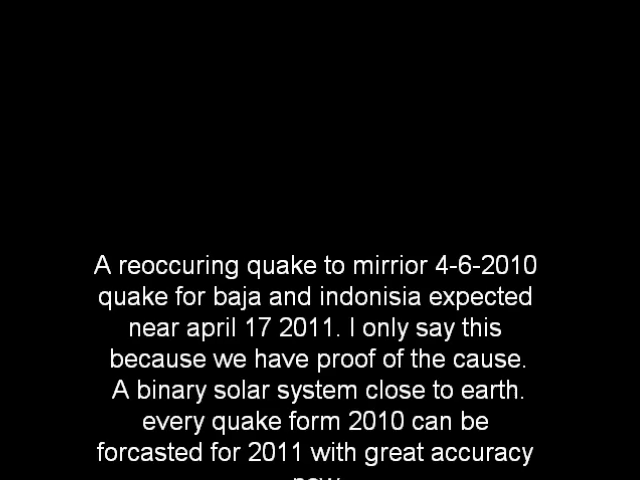 A reoccuring quake to mirrior 4-6-2010
quake for baja and indonisia expected
near april 17 2011. I only say this
because we have proof of the cause.
A binary solar system close to earth.
every quake form 2010 can be
forcasted for 2011 with great accuracy